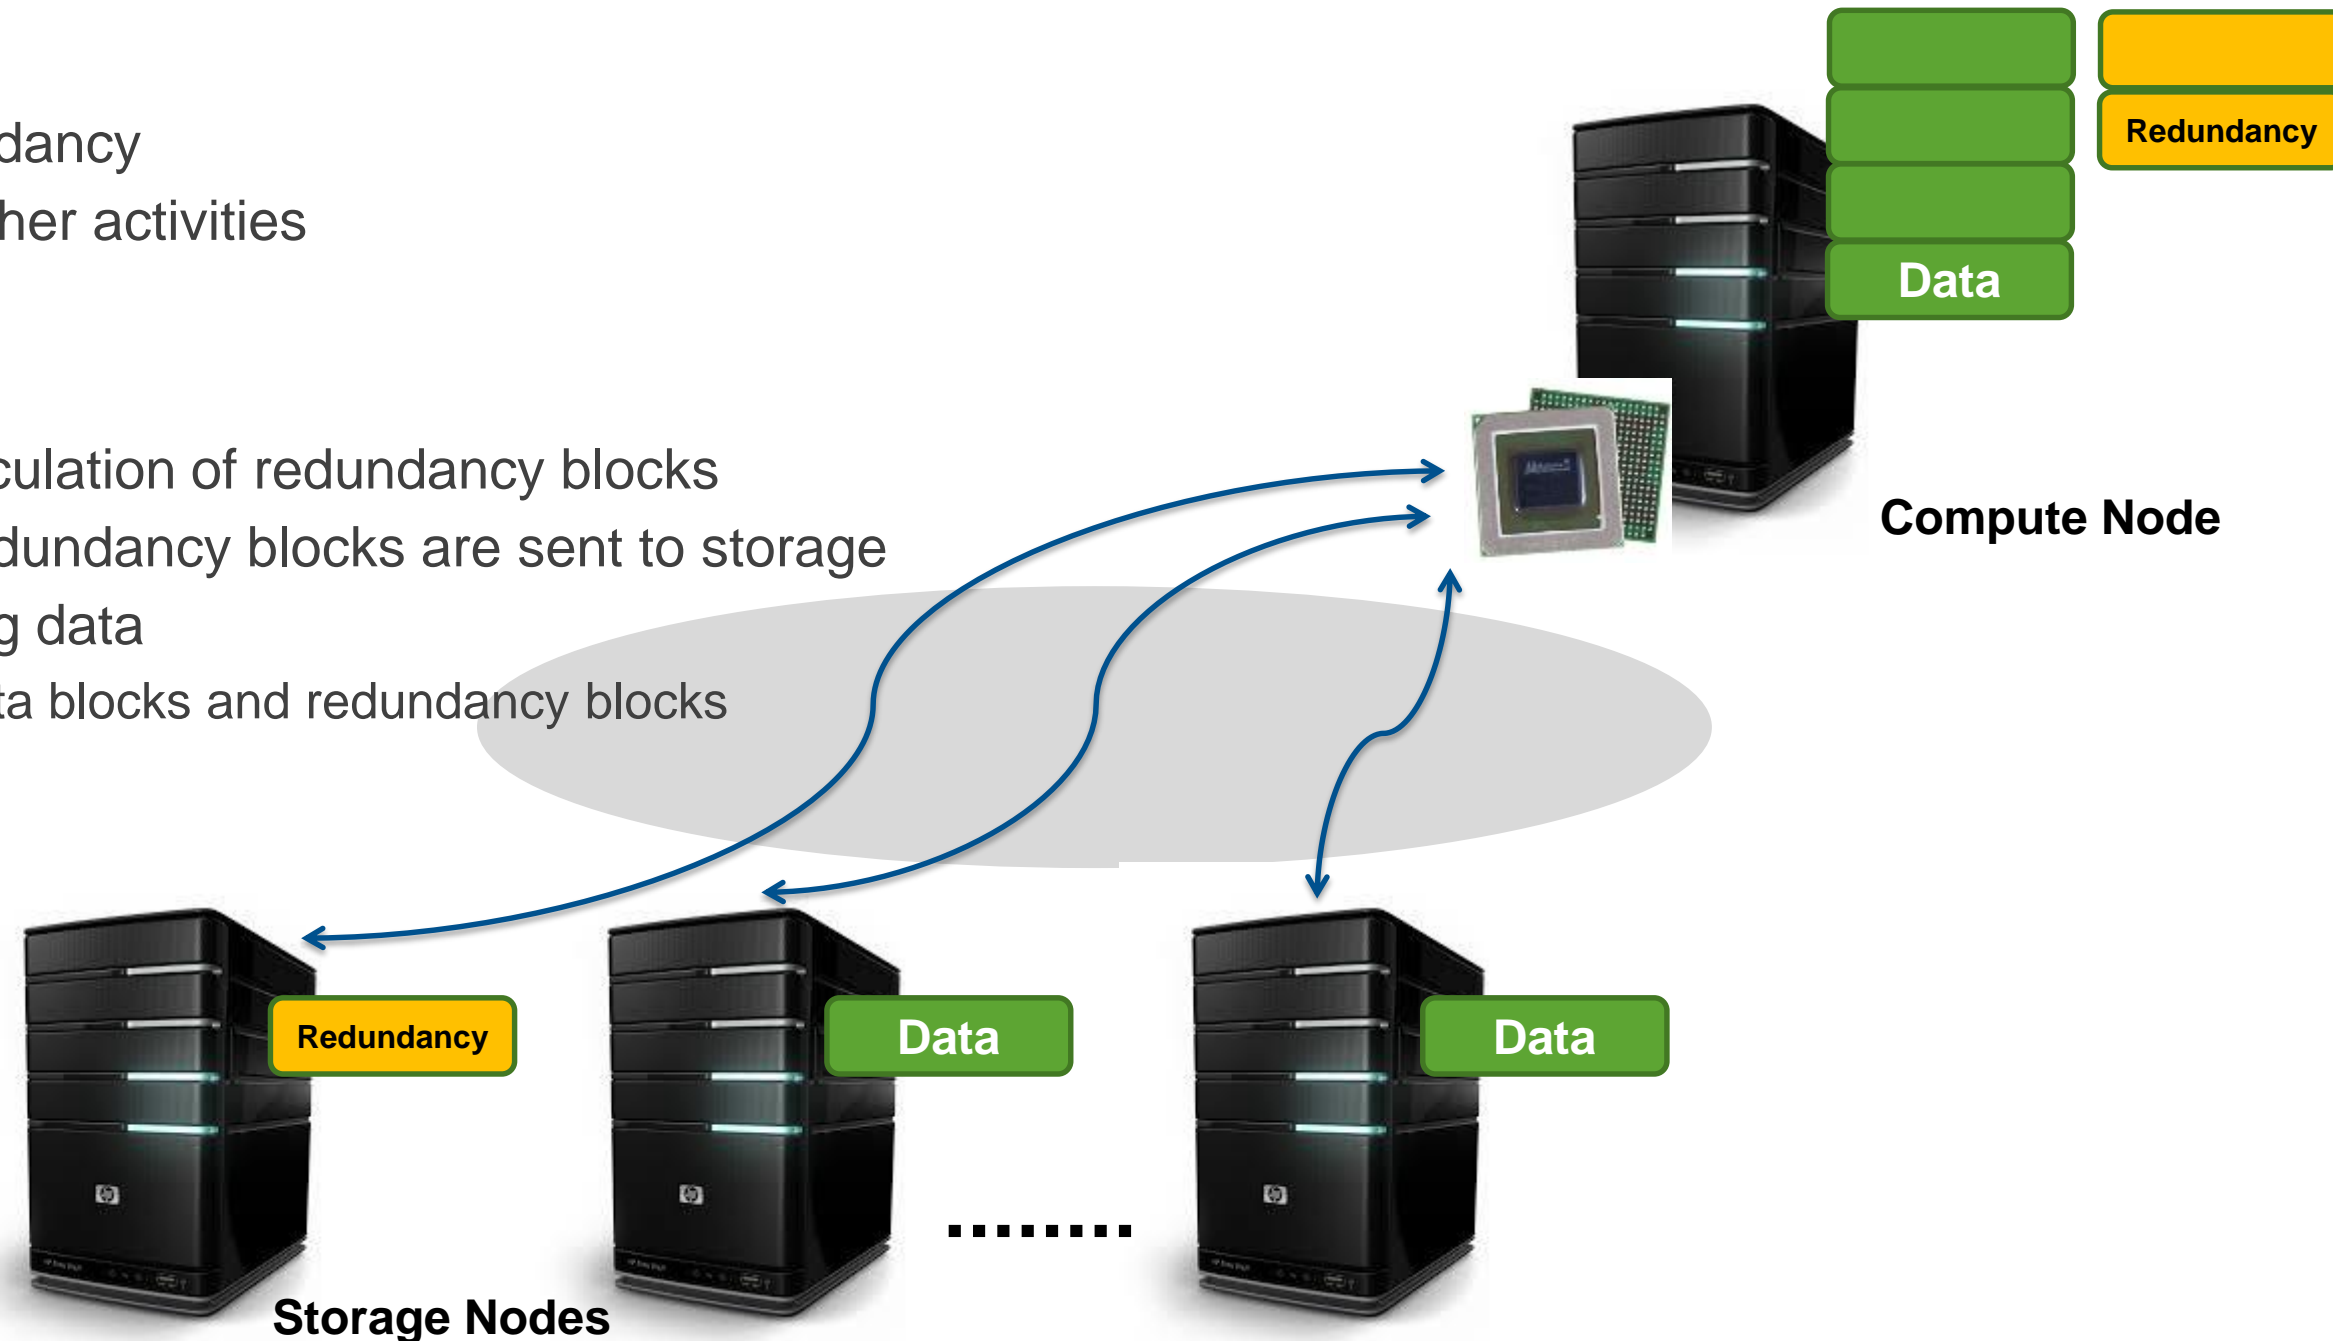 dancy
her activities
culation of redundancy blocks
dundancy blocks are sent to storage
g data
ta blocks and redundancy blocks
Redundancy
Data
Compute Node
Redundancy
Data
Data
........
Storage Nodes